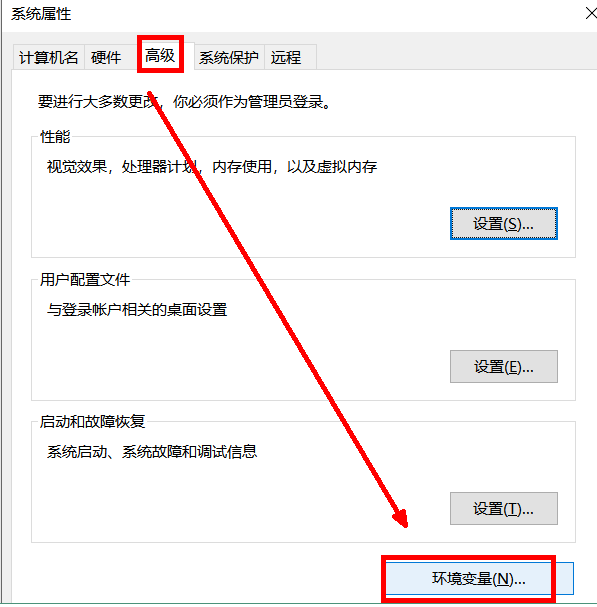 系统属性
计算机名 硬件 高级 系统保护 远程
要进行大多数更改，你必须作为管理员登录。
性能
视觉效果，处理器计划，内存使用，以及虚拟内存
设置(S)...
用户配置文件
与登录帐户相关的桌面设置
设置(E)...
启动和故障恢复
系统启动、系统故障和调试信息
设置(T)...
环境变量(N)...